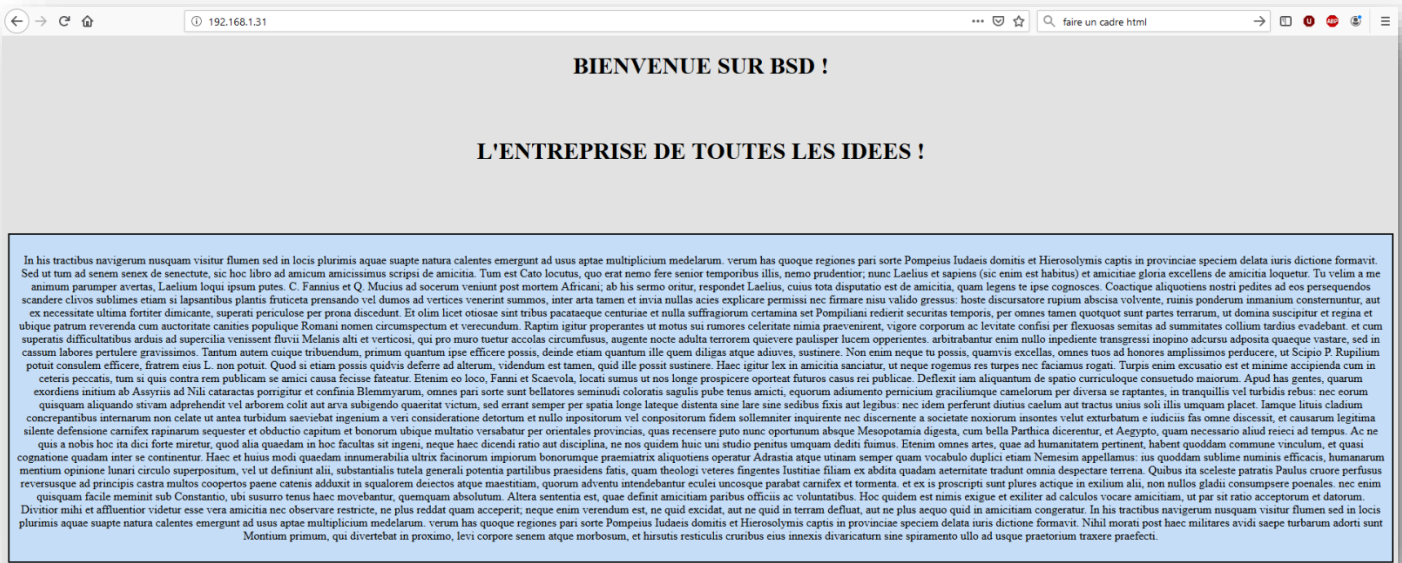 192.168.1.31
faire un cadre html
BIENVENUE SUR BSD !
L'ENTREPRISE DE TOUTES LES IDEES !
In his tractibus navigerum nusquam visitur flumen sed in locis plurimis aquae suapte natura calentes emergunt ad usus aptae multiplicium medelarum. verum has quoque regiones pari sorte Pompeius Iudaeis domitis et Hierosolymis captis in provinciae speciem delata iuris dictione formavit.
Sed ut tum ad senem senex de senectute, sic hoc libro ad amicum amicissimus scripsi de amicitia. Tum est Cato locutus, quo erat nemo fere senior temporibus illis, nemo prudentior; nunc Laelius et sapiens (sic enim est habitus) et amicitiae gloria excellens de amicitia loquetur. Tu velim a me
animum parumper avertas, Laelium loqui ipsum putes. C. Fannius et Q. Mucius ad socerum veniunt post mortem Africani; ab his sermo oritur, respondet Laelius, cuius tota disputatio est de amicitia, quam legens te ipse cognosces. Coactique aliquotiens nostri pedites ad eos persequendos
scandere clivos sublimes etiam si lapsantibus plantis fruticeta prensando vel dumos ad vertices venerint summos, inter arta tamen et invia nullas acies explicare permissi nec firmare nisu valido gressus: hoste discursatore rupium abscisa volvente, ruinis ponderum inmanium consternuntur, aut
ex necessitate ultima fortiter dimicante, superati periculose per prona discedunt. Et olim licet otiosae sint tribus pacataeque centuriae et nulla suffragiorum certamina set Pompiliani redierit securitas temporis, per omnes tamen quotquot sunt partes terrarum, ut domina suscipitur et regina et
ubique patrum reverenda cum auctoritate canities populique Romani nomen circumspectum et verecundum. Raptim igitur properantes ut motus sui rumores celeritate nimia praevenirent, vigore corporum ac levitate confisi per flexuosas semitas ad summitates collium tardius evadebant. et cum
superatis difficultatibus arduis ad supercilia venissent fluvii Melanis alti et verticosi, qui pro muro tuetur accolas circumfusus, augente nocte adulta terrorem quievere paulisper lucem opperientes. arbitrabantur enim nullo inpediente transgressi inopino adcursu adposita quaeque vastare, sed in
cassum labores pertulere gravissimos. Tantum autem cuique tribuendum, primum quantum ipse efficere possis, deinde etiam quantum ille quem diligas atque adiuves, sustinere. Non enim neque tu possis, quamvis excellas, omnes tuos ad honores amplissimos perducere, ut Scipio P. Rupilium
potuit consulem efficere, fratrem eius L. non potuit. Quod si etiam possis quidvis deferre ad alterum, videndum est tamen, quid ille possit sustinere. Haec igitur lex in amicitia sanciatur, ut neque rogemus res turpes nec faciamus rogati. Turpis enim excusatio est et minime accipienda cum in
ceteris peccatis, tum si quis contra rem publicam se amici causa fecisse fateatur. Etenim eo loco, Fanni et Scaevola, locati sumus ut nos longe prospicere oporteat futuros casus rei publicae. Deflexit iam aliquantum de spatio curriculoque consuetudo maiorum. Apud has gentes, quarum
exordiens initium ab Assyriis ad Nili cataractas porrigitur et confinia Blemmyarum, omnes pari sorte sunt bellatores seminudi coloratis sagulis pube tenus amicti, equorum adiumento pernicium graciliumque camelorum per diversa se raptantes, in tranquillis vel turbidis rebus: nec eorum
quisquam aliquando stivam adprehendit vel arborem colit aut arva subigendo quaeritat victum, sed errant semper per spatia longe lateque distenta sine lare sine sedibus fixis aut legibus: nec idem perferunt diutius caelum aut tractus unius soli illis umquam placet. Iamque lituis cladium
concrepantibus internarum non celate ut antea turbidum saeviebat ingenium a veri consideratione detortum et nullo inpositorum vel conpositorum fidem sollemniter inquirente nec discernente a societate noxiorum insontes velut exturbatum e iudiciis fas omne discessit, et causarum legitima
silente defensione carnifex rapinarum sequester et obductio capitum et bonorum ubique multatio versabatur per orientales provincias, quas recensere puto nunc oportunum absque Mesopotamia digesta, cum bella Parthica dicerentur, et Aegypto, quam necessario aliud reieci ad tempus. Ac ne
quis a nobis hoc ita dici forte miretur, quod alia quaedam in hoc facultas sit ingeni, neque haec dicendi ratio aut disciplina, ne nos quidem huic uni studio penitus umquam dediti fuimus. Etenim omnes artes, quae ad humanitatem pertinent, habent quoddam commune vinculum, et quasi
cognatione quadam inter se continentur. Haec et huius modi quaedam innumerabilia ultrix facinorum impiorum bonorumque praemiatrix aliquotiens operatur Adrastia atque utinam semper quam vocabulo duplici etiam Nemesim appellamus: ius quoddam sublime numinis efficacis, humanarum
mentium opinione lunari circulo superpositum, vel ut definiunt alii, substantialis tutela generali potentia partilibus praesidens fatis, quam theologi veteres fingentes Iustitiae filiam ex abdita quadam aeternitate tradunt omnia despectare terrena. Quibus ita sceleste patratis Paulus cruore perfusus
reversusque ad principis castra multos coopertos paene catenis adduxit in squalorem deiectos atque maestitiam, quorum adventu intendebantur eculei uncosque parabat carnifex et tormenta. et ex is proscripti sunt plures actique in exilium alii, non nullos gladii consumpsere poenales. nec enim
quisquam facile meminit sub Constantio, ubi susurro tenus haec movebantur, quemquam absolutum. Altera sententia est, quae definit amicitiam paribus officiis ac voluntatibus. Hoc quidem est nimis exigue et exiliter ad calculos vocare amicitiam, ut par sit ratio acceptorum et datorum.
Divitior mihi et affluentior videtur esse vera amicitia nec observare restricte, ne plus reddat quam acceperit; neque enim verendum est, ne quid excidat, aut ne quid in terram defluat, aut ne plus aequo quid in amicitiam congeratur. In his tractibus navigerum nusquam visitur flumen sed in locis
plurimis aquae suapte natura calentes emergunt ad usus aptae multiplicium medelarum. verum has quoque regiones pari sorte Pompeius Iudaeis domitis et Hierosolymis captis in provinciae speciem delata iuris dictione formavit. Nihil morati post haec militares avidi saepe turbarum adorti sunt
Montium primum, qui divertebat in proximo, levi corpore senem atque morbosum, et hirsutis resticulis cruribus eius innexis divaricatum sine spiramento ullo ad usque praetorium traxere praefecti.